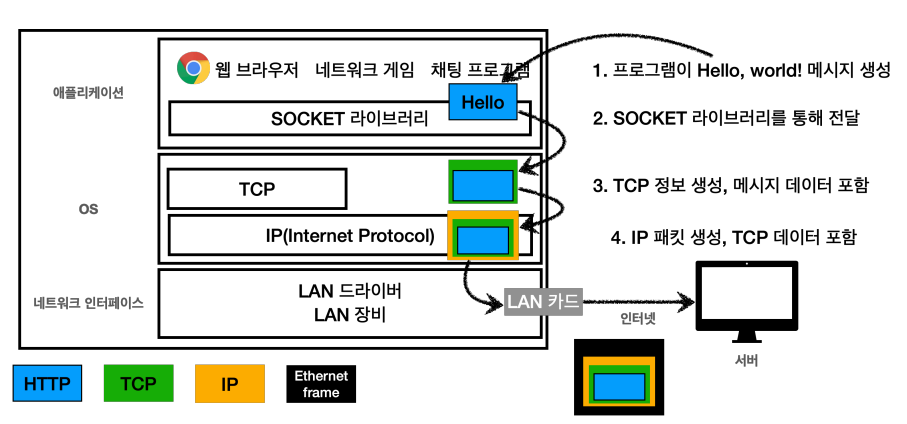 웹 브라우저 네트워크 게임 채팅 프로그램
1. 프로그램이 Hello, world! 메시지 생성
애플리케이션
Hello
SOCKET 라이브러리
2. SOCKET 라이브러리를 통해 전달
TCP
3. TCP 정보 생성, 메시지 데이터 포함
OS
IP(Internet Protocol)
4. IP 패킷 생성, TCP 데이터 포함
네트워크 인터페이스
LAN 드라이버
LAN 장비
LAN 카드
인터넷
서버
HTTP
TCP
IP
Ethernet
frame